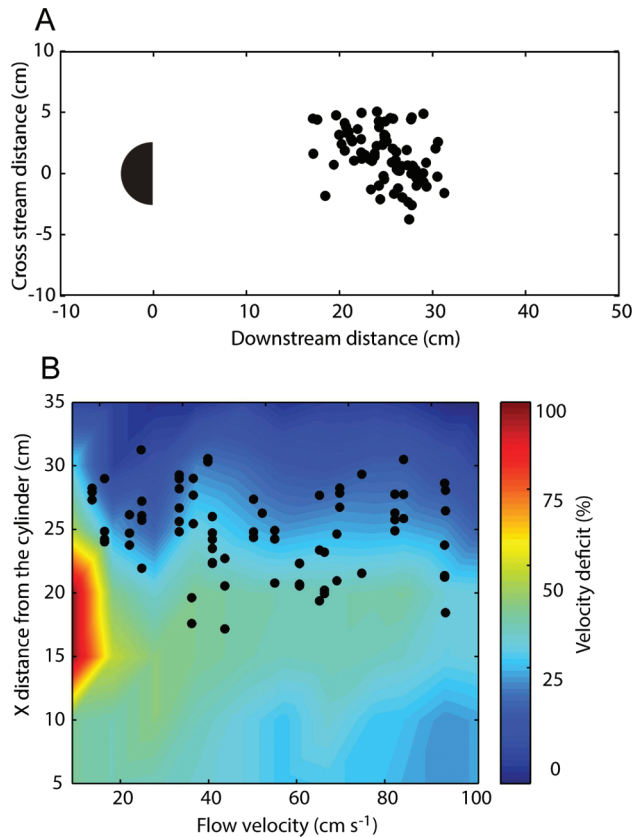 A
10
5
0
-5
-10
Cross stream distance (cm)
-10 0 10 20 30 40 50
Downstream distance (cm)
B
35
30
25
20
15
10
5
X distance from the cylinder (cm)
20 40 60 80 100
Flow velocity (cm s⁻¹)
100
75
50
25
0
Velocity deficit (%)